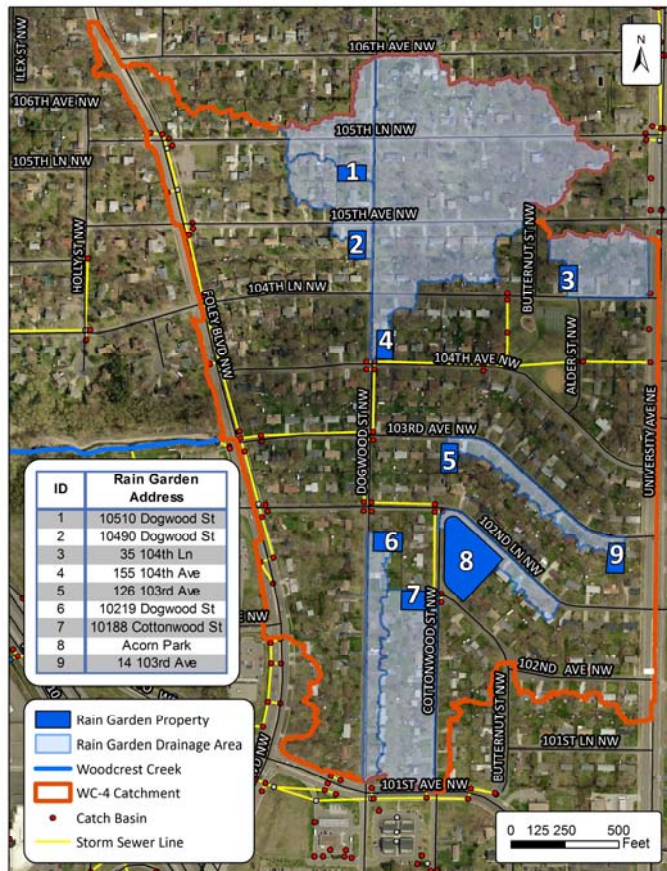 106TH AVE NW
N
ILEX ST NW
106TH AVE NW
105TH LN NW
105TH LN NW
1
105TH AVE NW
2
BUTTERNUT ST NW
3
HOLLY ST NW
104TH LN NW
FOLEY BLVD NW
4
104TH AVE NW
ALDER ST NW
UNIVERSITY AVE NE
103RD AVE NW
DOGWOOD ST NW
5
ID Rain Garden Address
1 10510 Dogwood St
2 10490 Dogwood St
3 35 104th Ln
4 155 104th Ave
5 126 103rd Ave
6 10219 Dogwood St
7 10188 Cottonwood St
8 Acorn Park
9 14 103rd Ave
6
8
102ND LN NW
9
7
COTTONWOOD ST NW
E NW
102ND AVE NW
BUTTERNUT ST NW
101ST LN NW
101ST AVE NW
ND NW
Rain Garden Property
Rain Garden Drainage Area
Woodcrest Creek
WC-4 Catchment
Catch Basin
Storm Sewer Line
0 125 250 500
Feet